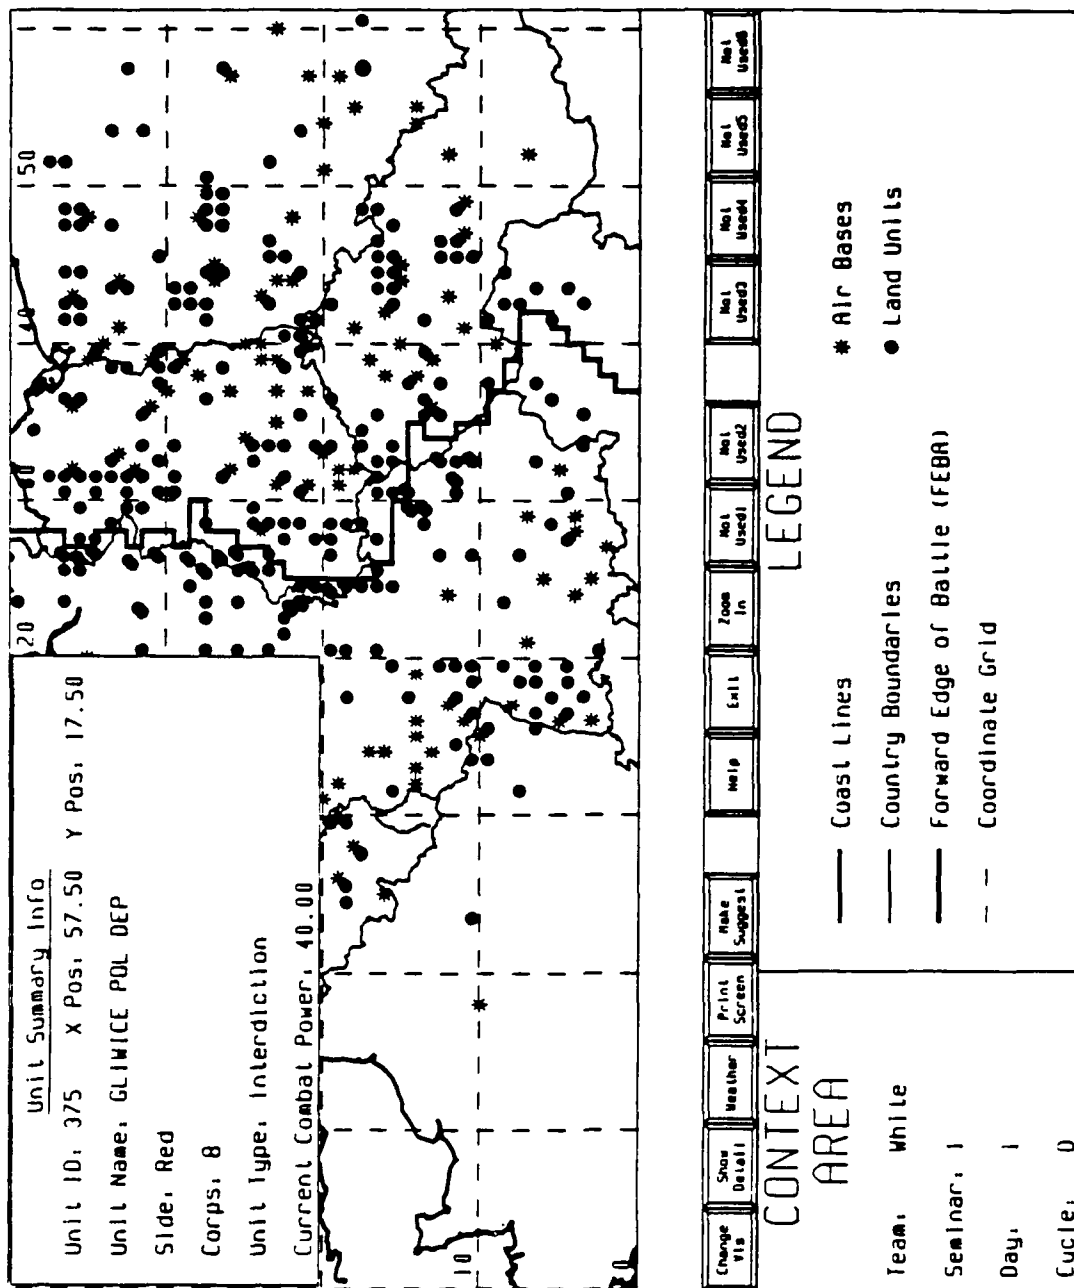 Unit Summary Info
Unit ID: 375 X Pos: 57.50 Y Pos: 17.50
Unit Name: GLIWICE POL DEP
Side: Red
Corps: 8
Unit Type: Interdiction
Current Combat Power: 40.00
20
30
40
50
10
0
Change Vis
Show Detail
Weather
Print Screen
Make Suggest
Help
Exit
Zoom In
Not Used1
Not Used2
Not Used3
Not Used4
Not Used5
Not Used6
CONTEXT AREA
Team: White
Seminar: 1
Day: 1
Cycle: 0
LEGEND
Coast Lines
Country Boundaries
Forward Edge of Battle (FEBA)
Coordinate Grid
Air Bases
Land Units